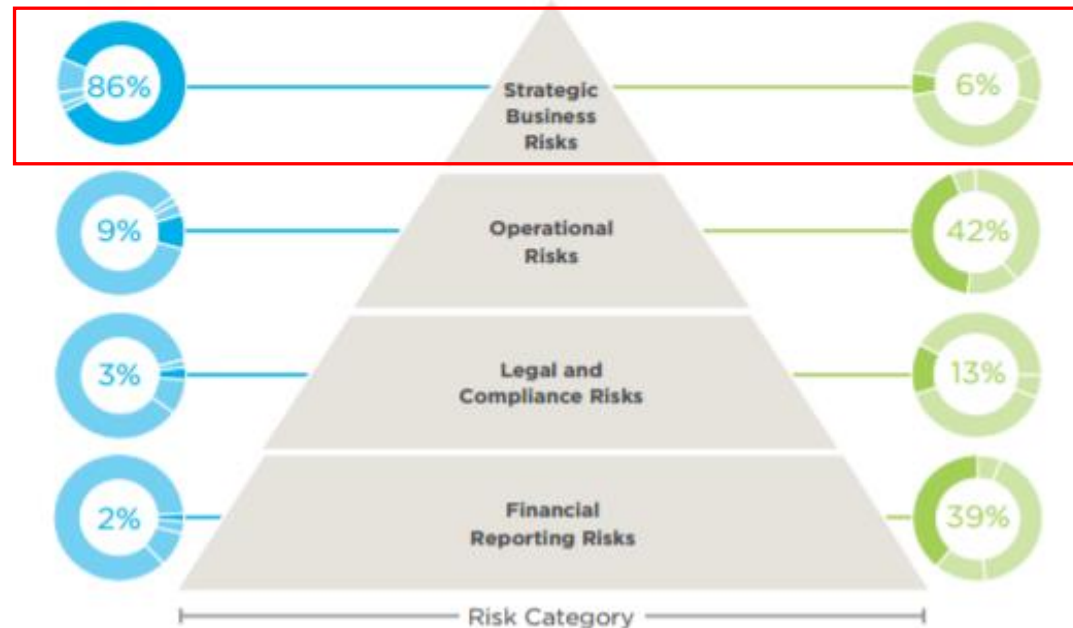 86%
Strategic
Business
Risks
6%
9%
Operational
Risks
42%
3%
Legal and
Compliance Risks
13%
2%
Financial
Reporting Risks
39%
Risk Category